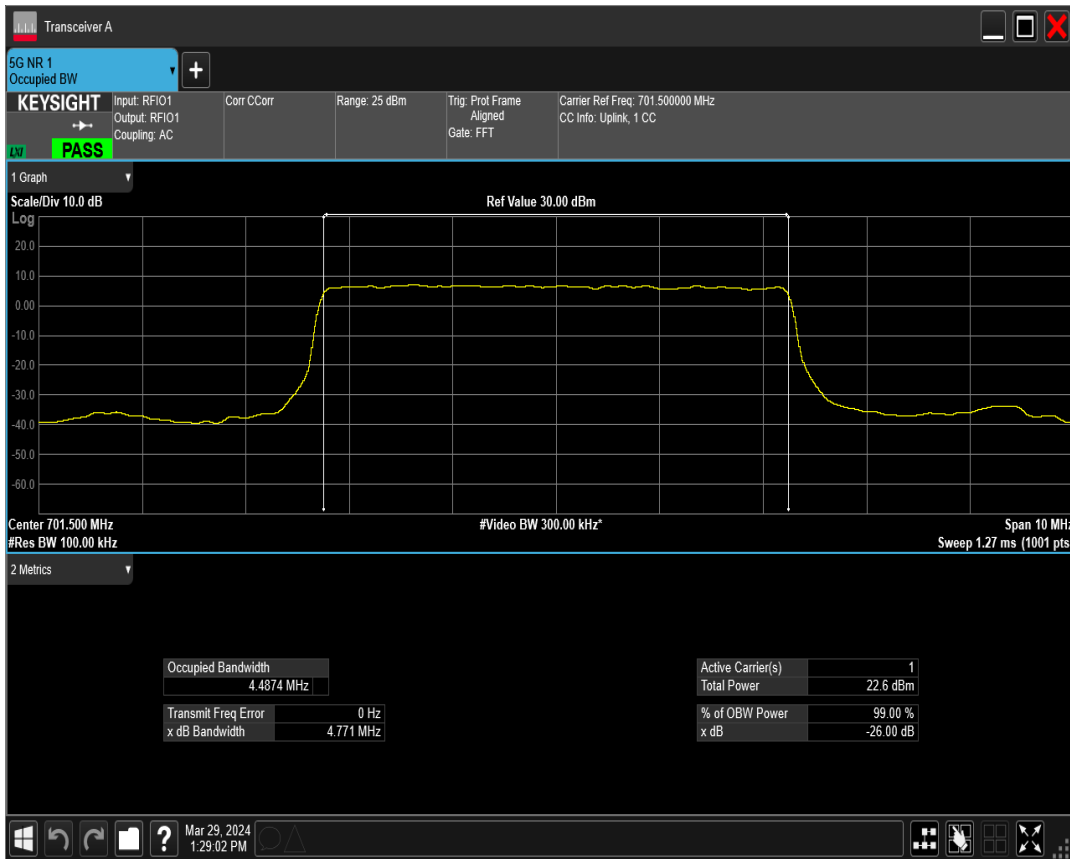 Transceiver A
5G NR 1
Occupied BW
KEYSIGHT
LXI
PASS
Input: RFIO1
Output: RFIO1
Coupling: AC
Corr CCorr
Range: 25 dBm
Trig: Prot Frame
Aligned
Gate: FFT
Carrier Ref Freq: 701.500000 MHz
CC Info: Uplink, 1 CC
1 Graph
Scale/Div 10.0 dB
Ref Value 30.00 dBm
Log
20.0
10.0
0.00
-10.0
-20.0
-30.0
-40.0
-50.0
-60.0
Center 701.500 MHz
#Video BW 300.00 kHz*
Span 10 MHz
#Res BW 100.00 kHz
Sweep 1.27 ms (1001 pts
2 Metrics
Occupied Bandwidth
4.4874 MHz
Transmit Freq Error 0 Hz
x dB Bandwidth 4.771 MHz
Active Carrier(s) 1
Total Power 22.6 dBm
% of OBW Power 99.00 %
x dB -26.00 dB
?
Mar 29, 2024
1:29:02 PM